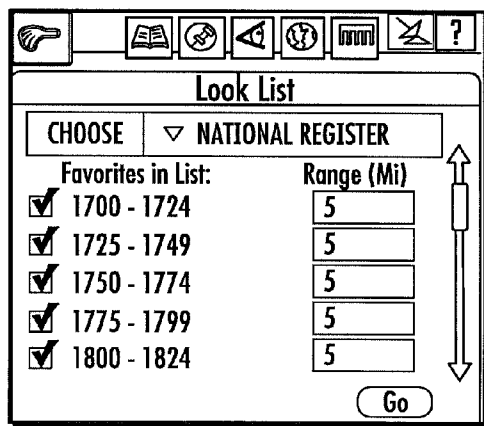 ?
Look List
CHOOSE ▽ NATIONAL REGISTER
Favorites in List: Range (Mi)
1700 - 1724 5
1725 - 1749 5
1750 - 1774 5
1775 - 1799 5
1800 - 1824 5
Go